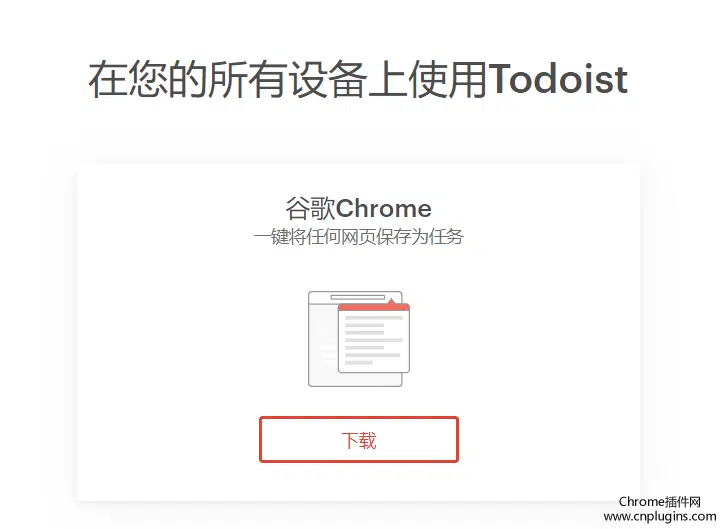 在您的所有设备上使用Todoist
谷歌Chrome
一键将任何网页保存为任务
下载
Chrome插件网
www.cnplugins.com